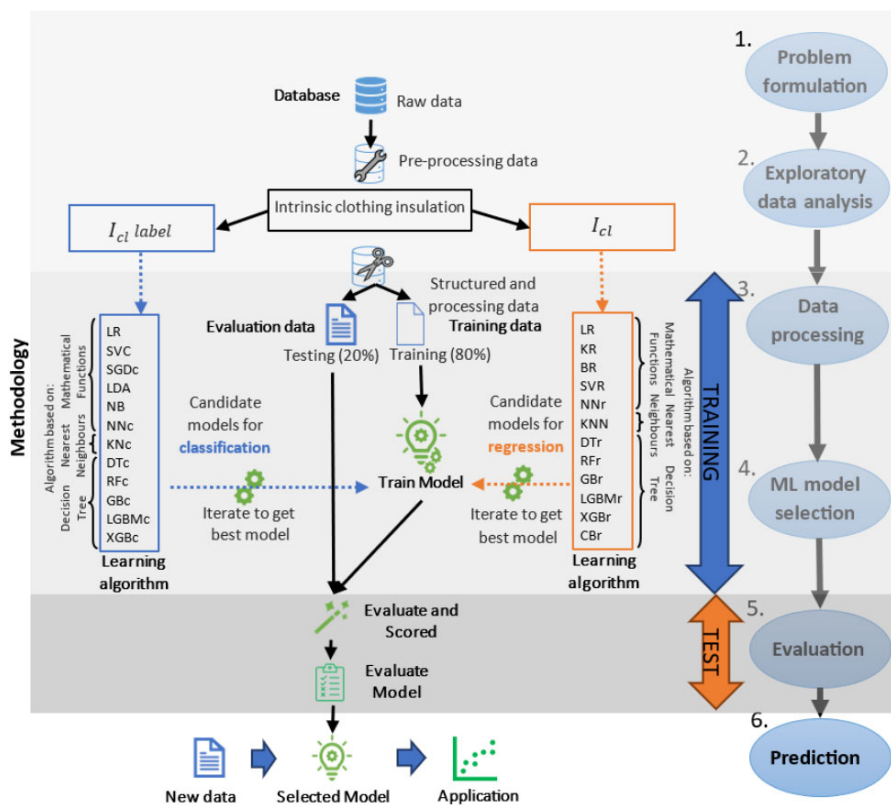 Methodology
Database
Raw data
Pre-processing data
Intrinsic clothing insulation
I_cl label
I_cl
Structured and
processing data
Evaluation data
Training data
Testing (20%)
Training (80%)
Algorithm based on:
Mathematical
Functions
Nearest
Neighbours
Decision
Tree
LR
SVC
SGDc
LDA
NB
NNc
KNc
DTc
RFc
GBc
LGBMc
XGBc
Learning
algorithm
Candidate
models for
classification
Iterate to get
best model
Train Model
Candidate
models for
regression
Iterate to get
best model
LR
KR
BR
SVR
NNr
KNN
DTr
RFr
GBr
LGBMr
XGBr
CBr
Learning
algorithm
Mathematical
Functions
Nearest
Neighbours
Decision
Tree
Algorithm based on:
TRAINING
TEST
Evaluate and
Scored
Evaluate
Model
New data
Selected Model
Application
1.
Problem
formulation
2.
Exploratory
data analysis
3.
Data
processing
4.
ML model
selection
5.
Evaluation
6.
Prediction